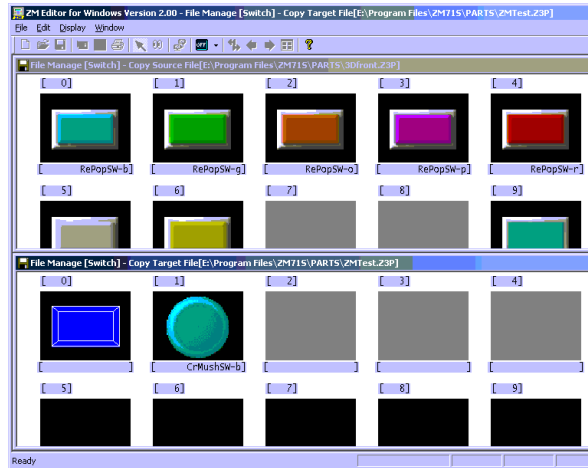 ZM Editor for Windows Version 2.00 - File Manage [Switch] - Copy Target File[E:\Program Files\ZM71S\PARTS\ZMTest.Z3P]
File Edit Display Window
File Manage [Switch] - Copy Source File[E:\Program Files\ZM71S\PARTS\3Dfront.Z3P]
[ 0] [ 1] [ 2] [ 3] [ 4]
[ RePopSW-b] [ RePopSW-g] [ RePopSW-o] [ RePopSW-p] [ RePopSW-r]
[ 5] [ 6] [ 7] [ 8] [ 9]
File Manage [Switch] - Copy Target File[E:\Program Files\ZM71S\PARTS\ZMTest.Z3P]
[ 0] [ 1] [ 2] [ 3] [ 4]
[ ] [ CrMushSW-b] [ ] [ ] [ ]
[ 5] [ 6] [ 7] [ 8] [ 9]
Ready